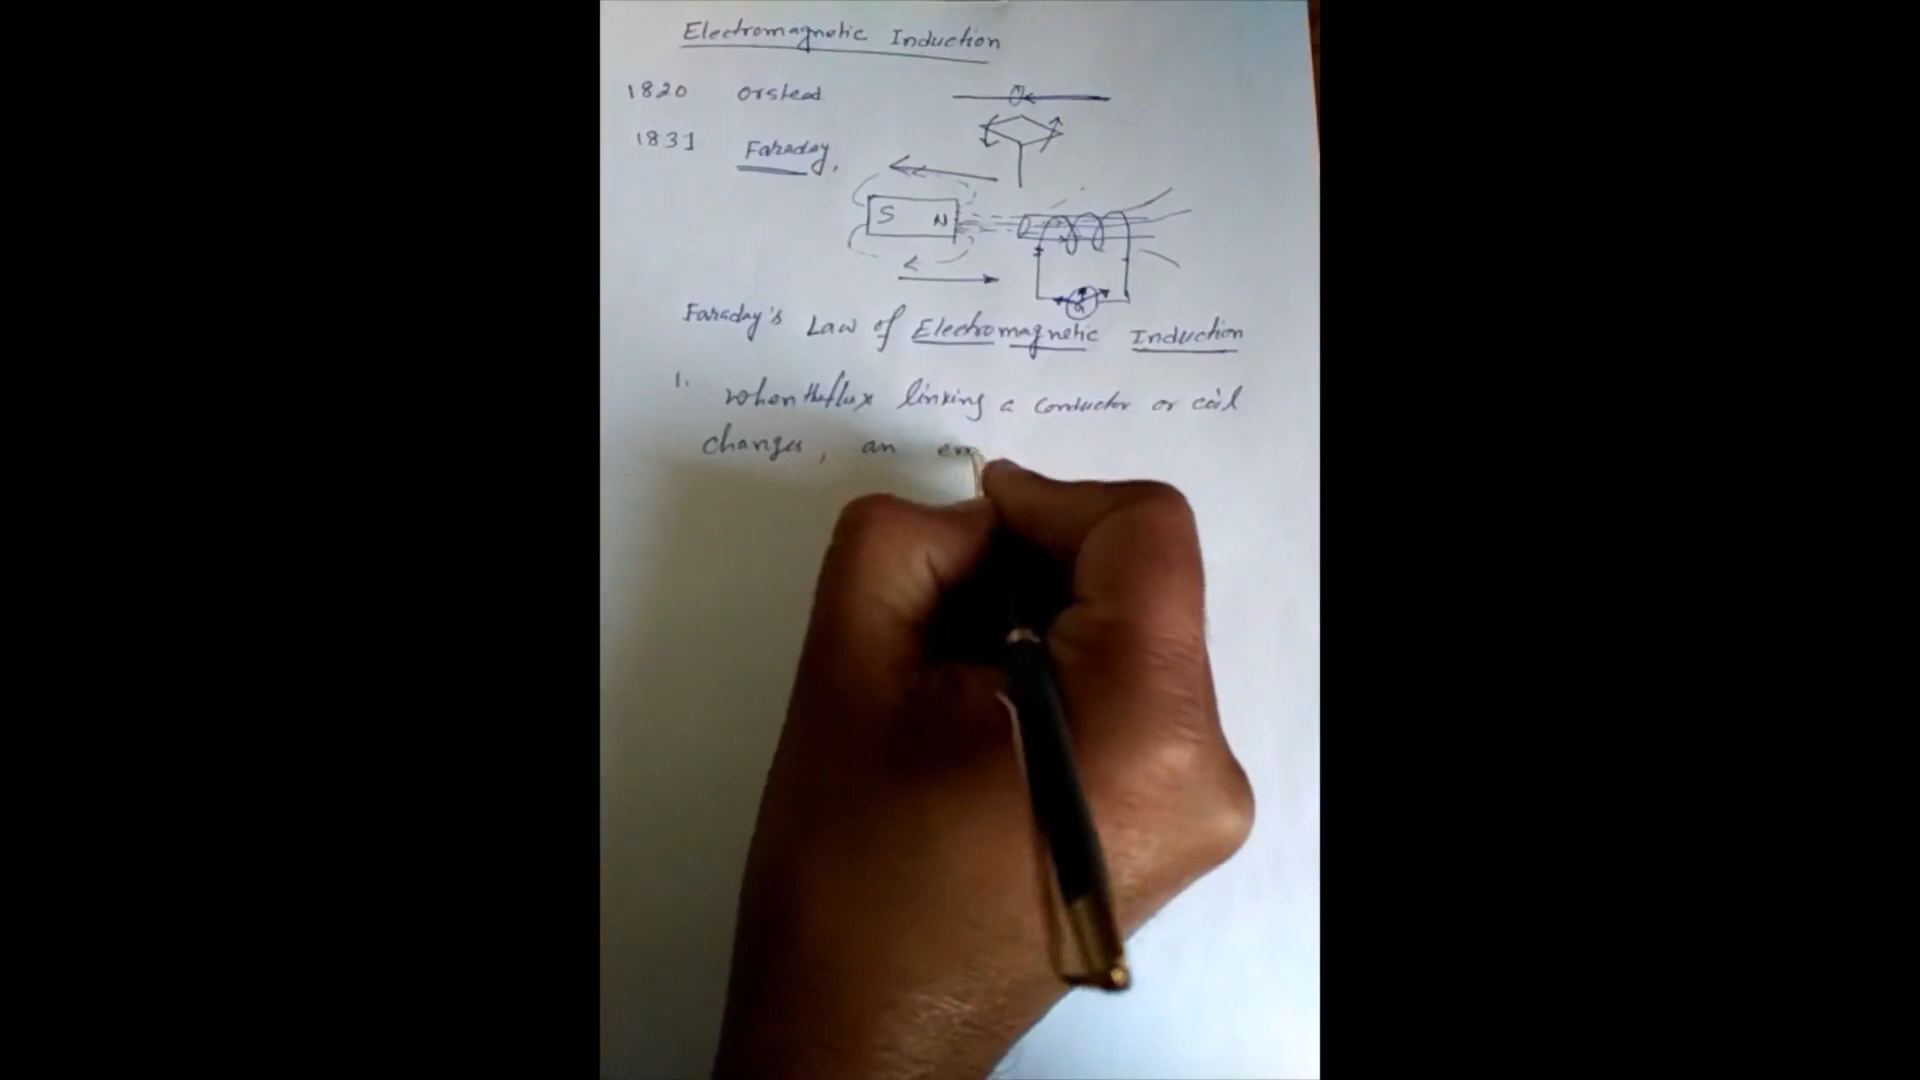 Electromagnetic Induction
1820 Orstead
1831 Faraday,
S N
G
Faraday's Law of Electromagnetic Induction
1. when the flux linking a conductor or coil
changes, an em